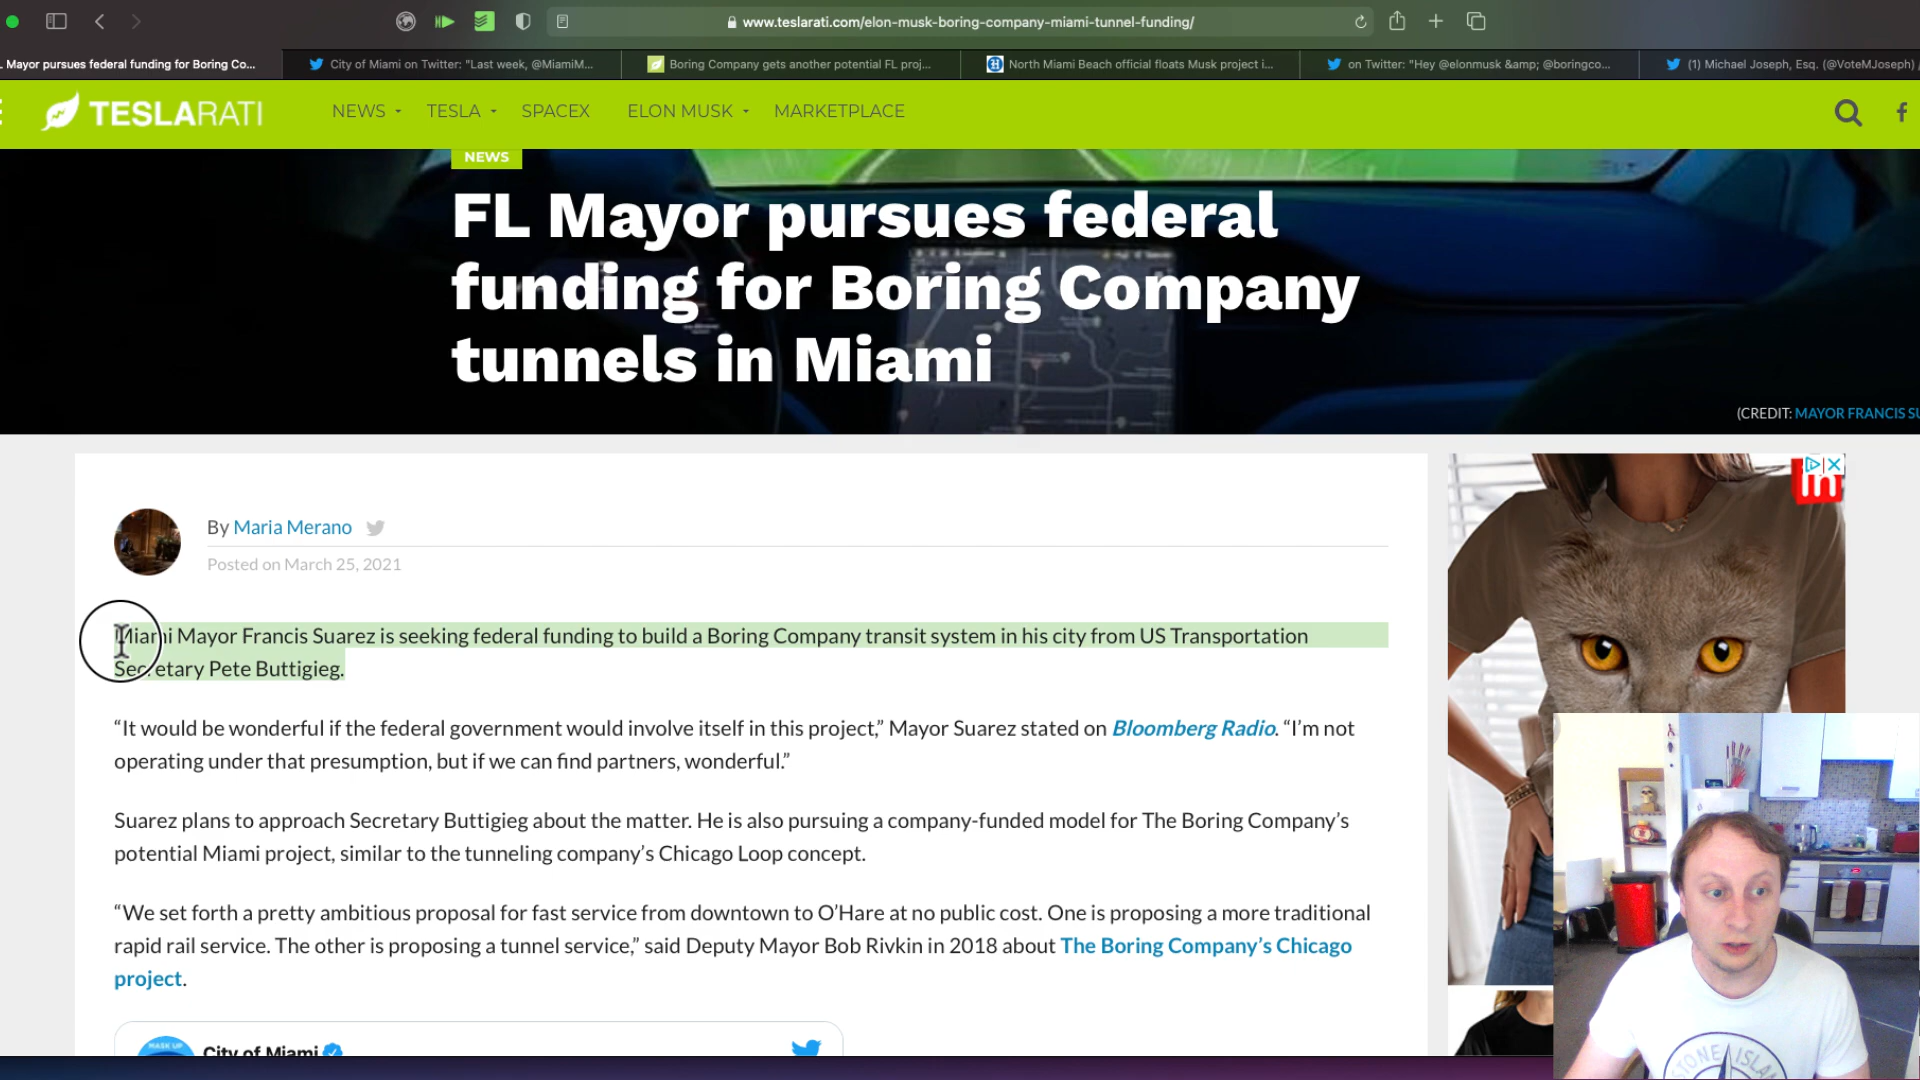 www.teslarati.com/elon-musk-boring-company-miami-tunnel-funding/
Mayor pursues federal funding for Boring Co...
City of Miami on Twitter: "Last week, @MiamiM...
Boring Company gets another potential FL proj...
North Miami Beach official floats Musk project i...
on Twitter: "Hey @elonmusk &amp; @boringco...
(1) Michael Joseph, Esq. (@VoteMJoseph)
TESLARATI
NEWS
TESLA
SPACEX
ELON MUSK
MARKETPLACE
NEWS
FL Mayor pursues federal
funding for Boring Company
tunnels in Miami
(CREDIT: MAYOR FRANCIS SU
By Maria Merano
Posted on March 25, 2021
Miami Mayor Francis Suarez is seeking federal funding to build a Boring Company transit system in his city from US Transportation
Secretary Pete Buttigieg.
“It would be wonderful if the federal government would involve itself in this project,” Mayor Suarez stated on Bloomberg Radio. “I’m not
operating under that presumption, but if we can find partners, wonderful.”
Suarez plans to approach Secretary Buttigieg about the matter. He is also pursuing a company-funded model for The Boring Company’s
potential Miami project, similar to the tunneling company’s Chicago Loop concept.
“We set forth a pretty ambitious proposal for fast service from downtown to O’Hare at no public cost. One is proposing a more traditional
rapid rail service. The other is proposing a tunnel service,” said Deputy Mayor Bob Rivkin in 2018 about The Boring Company’s Chicago
project.
MASK UP
City of Miami
in
STONE ISLA